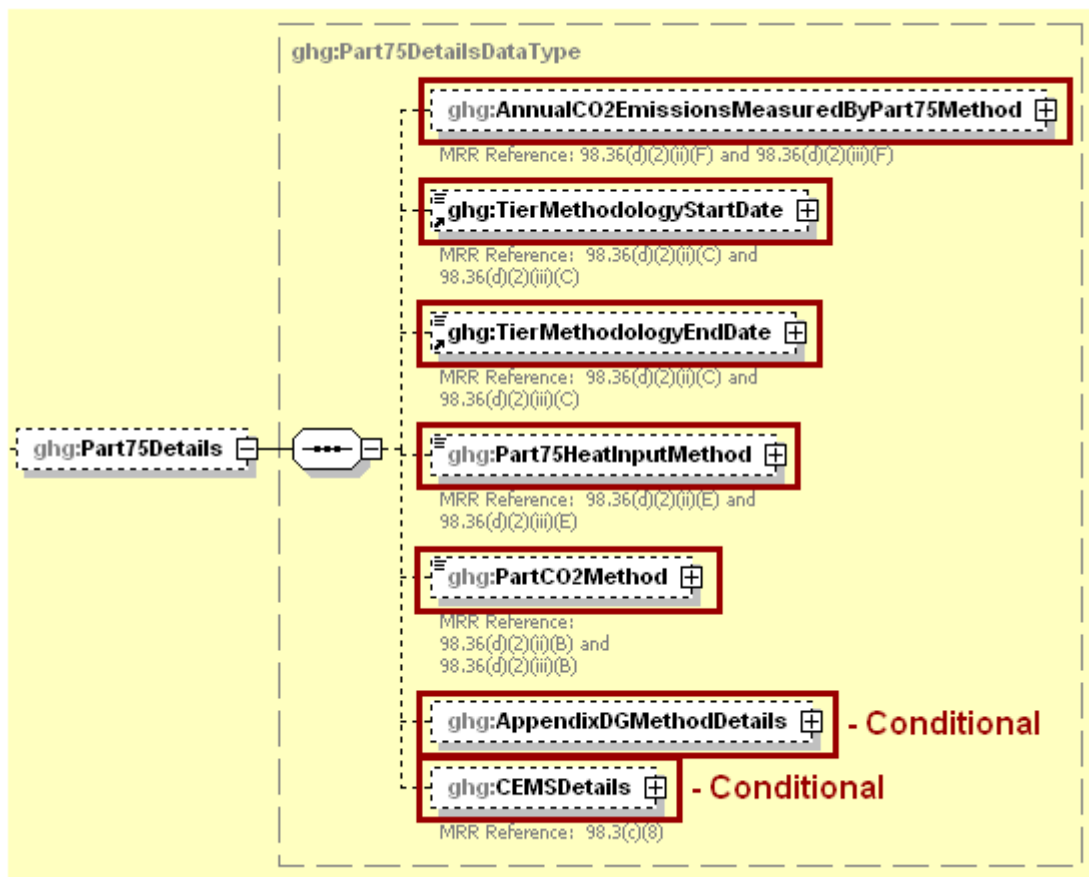 ghg:Part75DetailsDataType
ghg:AnnualCO2EmissionsMeasuredByPart75Method
MRR Reference: 98.36(d)(2)(ii)(F) and 98.36(d)(2)(iii)(F)
ghg:TierMethodologyStartDate
MRR Reference: 98.36(d)(2)(ii)(C) and
98.36(d)(2)(iii)(C)
ghg:TierMethodologyEndDate
MRR Reference: 98.36(d)(2)(ii)(C) and
98.36(d)(2)(iii)(C)
ghg:Part75Details
ghg:Part75HeatInputMethod
MRR Reference: 98.36(d)(2)(ii)(E) and
98.36(d)(2)(iii)(E)
ghg:PartCO2Method
MRR Reference:
98.36(d)(2)(ii)(B) and
98.36(d)(2)(iii)(B)
ghg:AppendixDGMethodDetails - Conditional
ghg:CEMSDetails - Conditional
MRR Reference: 98.3(c)(8)